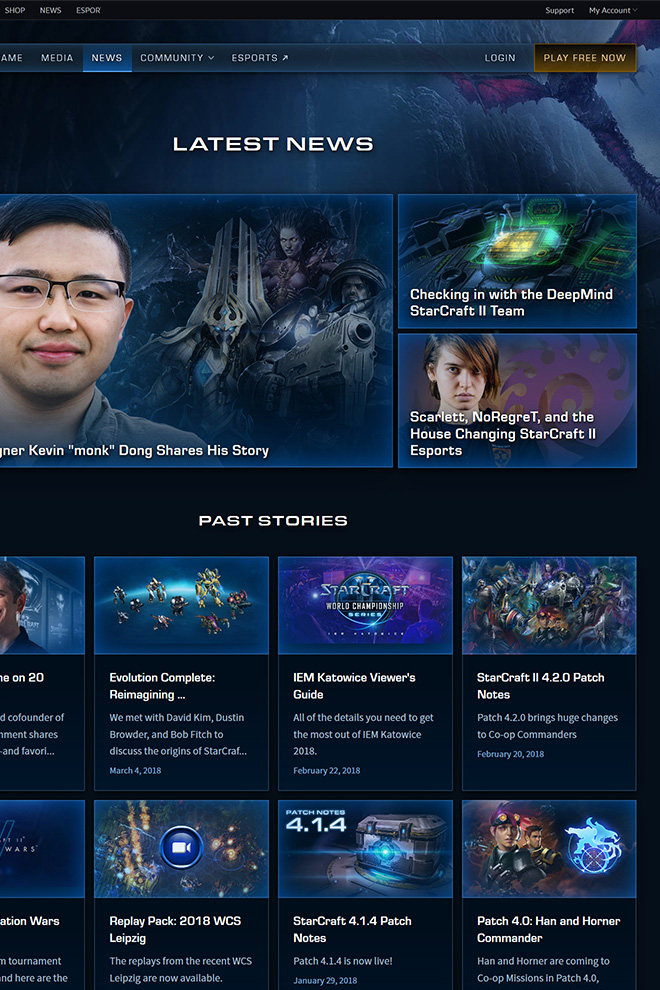 SHOP NEWS ESPOR
Support My Account
AME MEDIA NEWS COMMUNITY ESPORTS LOGIN PLAY FREE NOW
LATEST NEWS
gner Kevin "monk" Dong Shares His Story
Checking in with the DeepMind
StarCraft II Team
Scarlett, NoRegreT, and the
House Changing StarCraft II
Esports
PAST STORIES
ne on 20
d cofounder of
nment shares
-and favori...
Evolution Complete:
Reimagining ...
We met with David Kim, Dustin
Browder, and Bob Fitch to
discuss the origins of StarCraf...
March 4, 2018
STARCRAFT
II
WORLD CHAMPIONSHIP
SERIES
IEM KATOWICE
IEM Katowice Viewer's
Guide
All of the details you need to get
the most out of IEM Katowice
2018.
February 22, 2018
StarCraft II 4.2.0 Patch
Notes
Patch 4.2.0 brings huge changes
to Co-op Commanders
February 20, 2018
AFT II
WARS
ation Wars
m tournament
nd here are the
Replay Pack: 2018 WCS
Leipzig
The replays from the recent WCS
Leipzig are now available.
PATCH NOTES
4.1.4
StarCraft 4.1.4 Patch
Notes
Patch 4.1.4 is now live!
January 29, 2018
Patch 4.0: Han and Horner
Commander
Han and Horner are coming to
Co-op Missions in Patch 4.0,